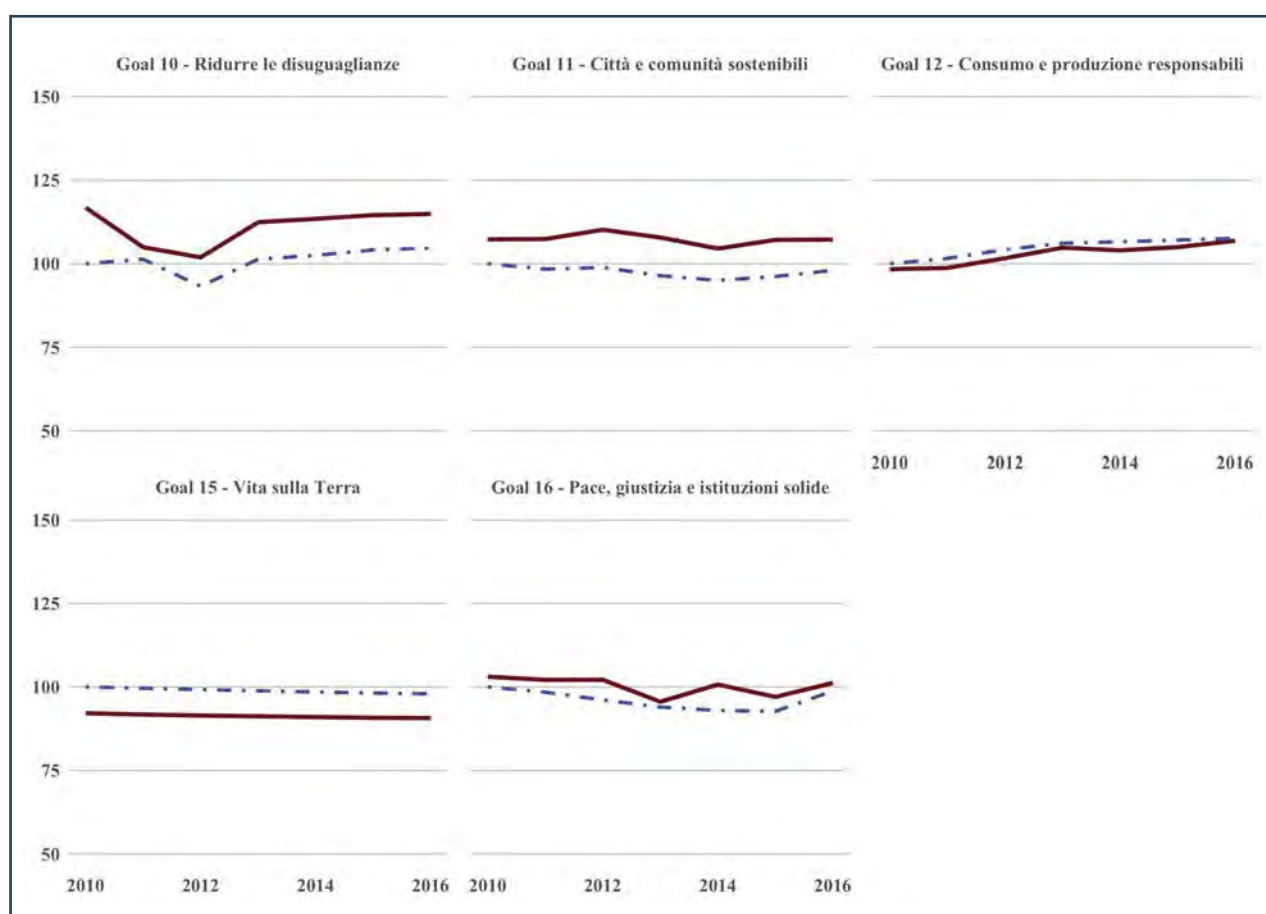 Goal 10 - Ridurre le disuguaglianze
Goal 11 - Città e comunità sostenibili
Goal 12 - Consumo e produzione responsabili
150
125
100
75
50
2010 2012 2014 2016
Goal 15 - Vita sulla Terra
Goal 16 - Pace, giustizia e istituzioni solide
150
125
100
75
50
2010 2012 2014 2016
2010 2012 2014 2016